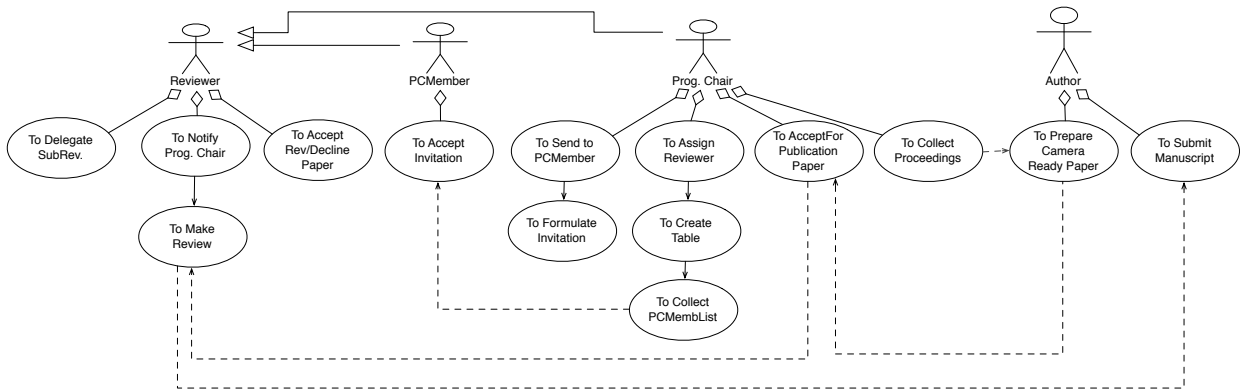 Reviewer
PCMember
Prog. Chair
Author
To Delegate
SubRev.
To Notify
Prog. Chair
To Accept
Rev/Decline
Paper
To Accept
Invitation
To Send to
PCMember
To Assign
Reviewer
To AcceptFor
Publication
Paper
To Collect
Proceedings
To Prepare
Camera
Ready Paper
To Submit
Manuscript
To Make
Review
To Formulate
Invitation
To Create
Table
To Collect
PCMembList